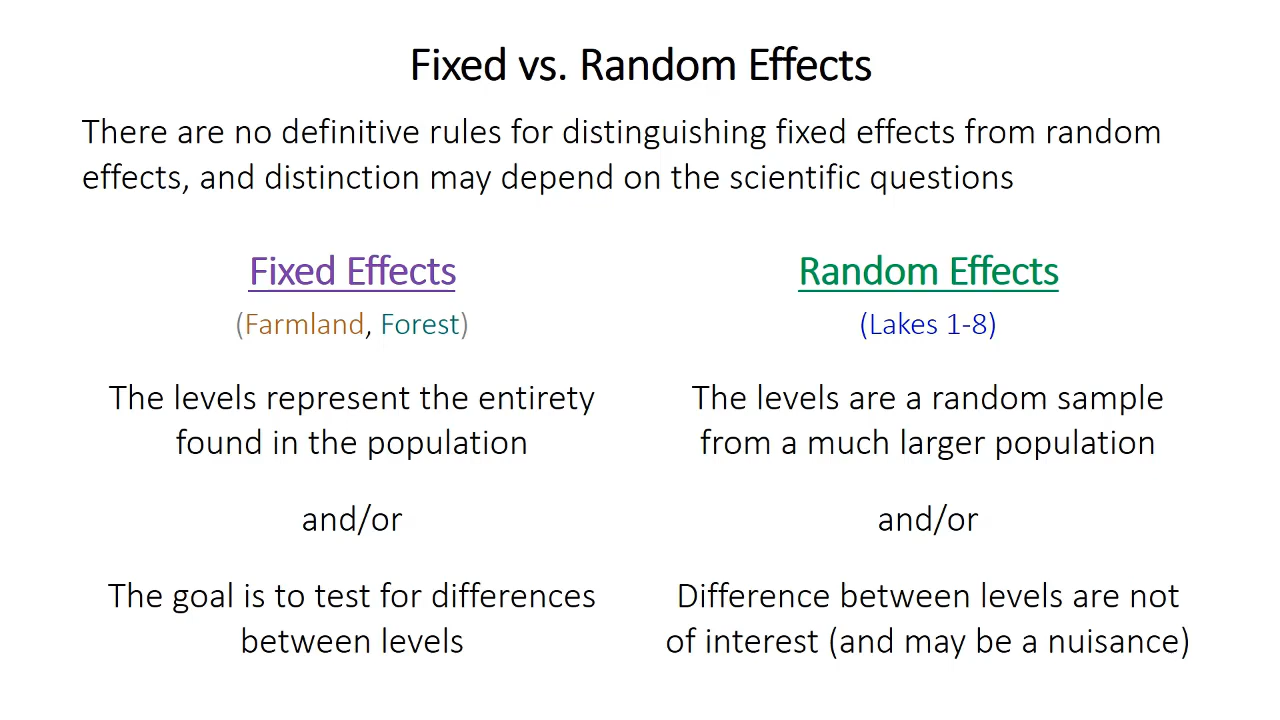 Fixed vs. Random Effects
There are no definitive rules for distinguishing fixed effects from random
effects, and distinction may depend on the scientific questions
Fixed Effects
(Farmland, Forest)
The levels represent the entirety
found in the population
and/or
The goal is to test for differences
between levels
Random Effects
(Lakes 1-8)
The levels are a random sample
from a much larger population
and/or
Difference between levels are not
of interest (and may be a nuisance)